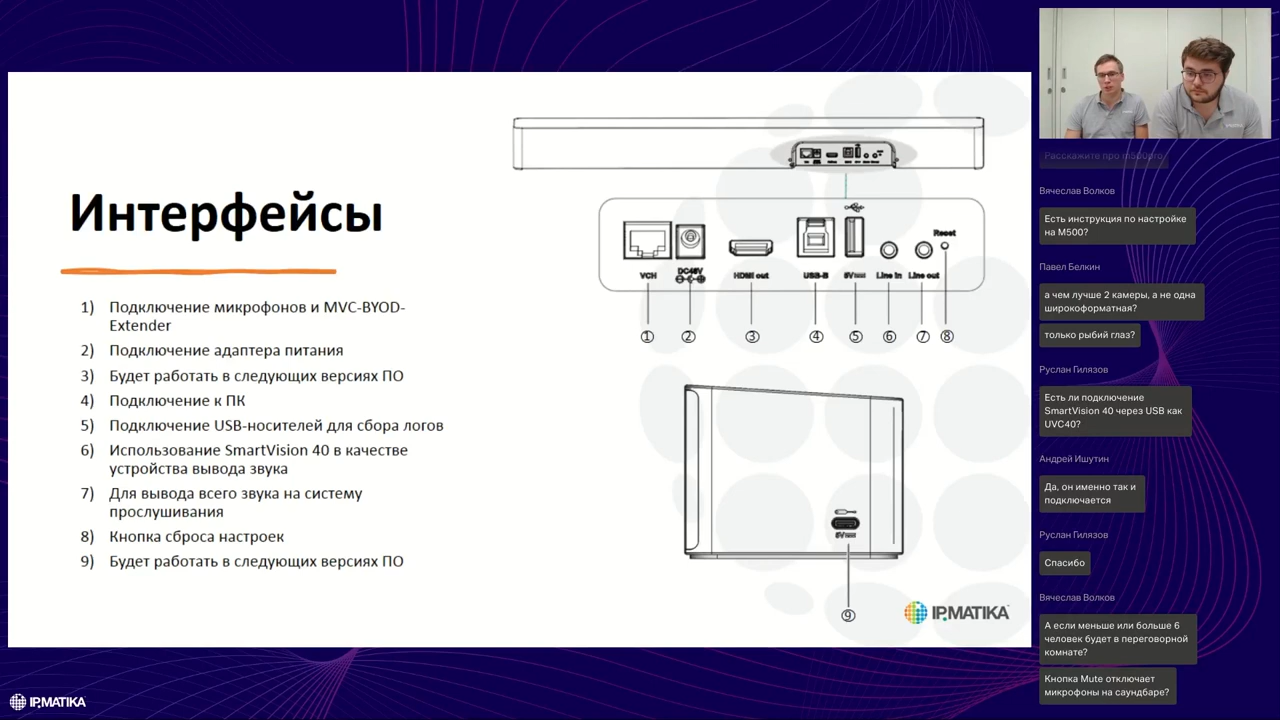 Интерфейсы
1) Подключение микрофонов и MVC-BYOD-
Extender
2) Подключение адаптера питания
3) Будет работать в следующих версиях ПО
4) Подключение к ПК
5) Подключение USB-носителей для сбора логов
6) Использование SmartVision 40 в качестве
устройства вывода звука
7) Для вывода всего звука на систему
прослушивания
8) Кнопка сброса настроек
9) Будет работать в следующих версиях ПО
Reset
VCH
DC48V
HDMI out
USB-B
5V
Line in
Line out
① ② ③ ④ ⑤ ⑥ ⑦ ⑧
5V
⑨
IP.MATIKA
IP.MATIKA
Расскажите про m500pro
Вячеслав Волков
Есть инструкция по настройке
на M500?
Павел Белкин
а чем лучше 2 камеры, а не одна
широкоформатная?
только рыбий глаз?
Руслан Гилязов
Есть ли подключение
SmartVision 40 через USB как
UVC40?
Андрей Ишутин
Да, он именно так и
подключается
Руслан Гилязов
Спасибо
Вячеслав Волков
А если меньше или больше 6
человек будет в переговорной
комнате?
Кнопка Mute отключает
микрофоны на саундбаре?